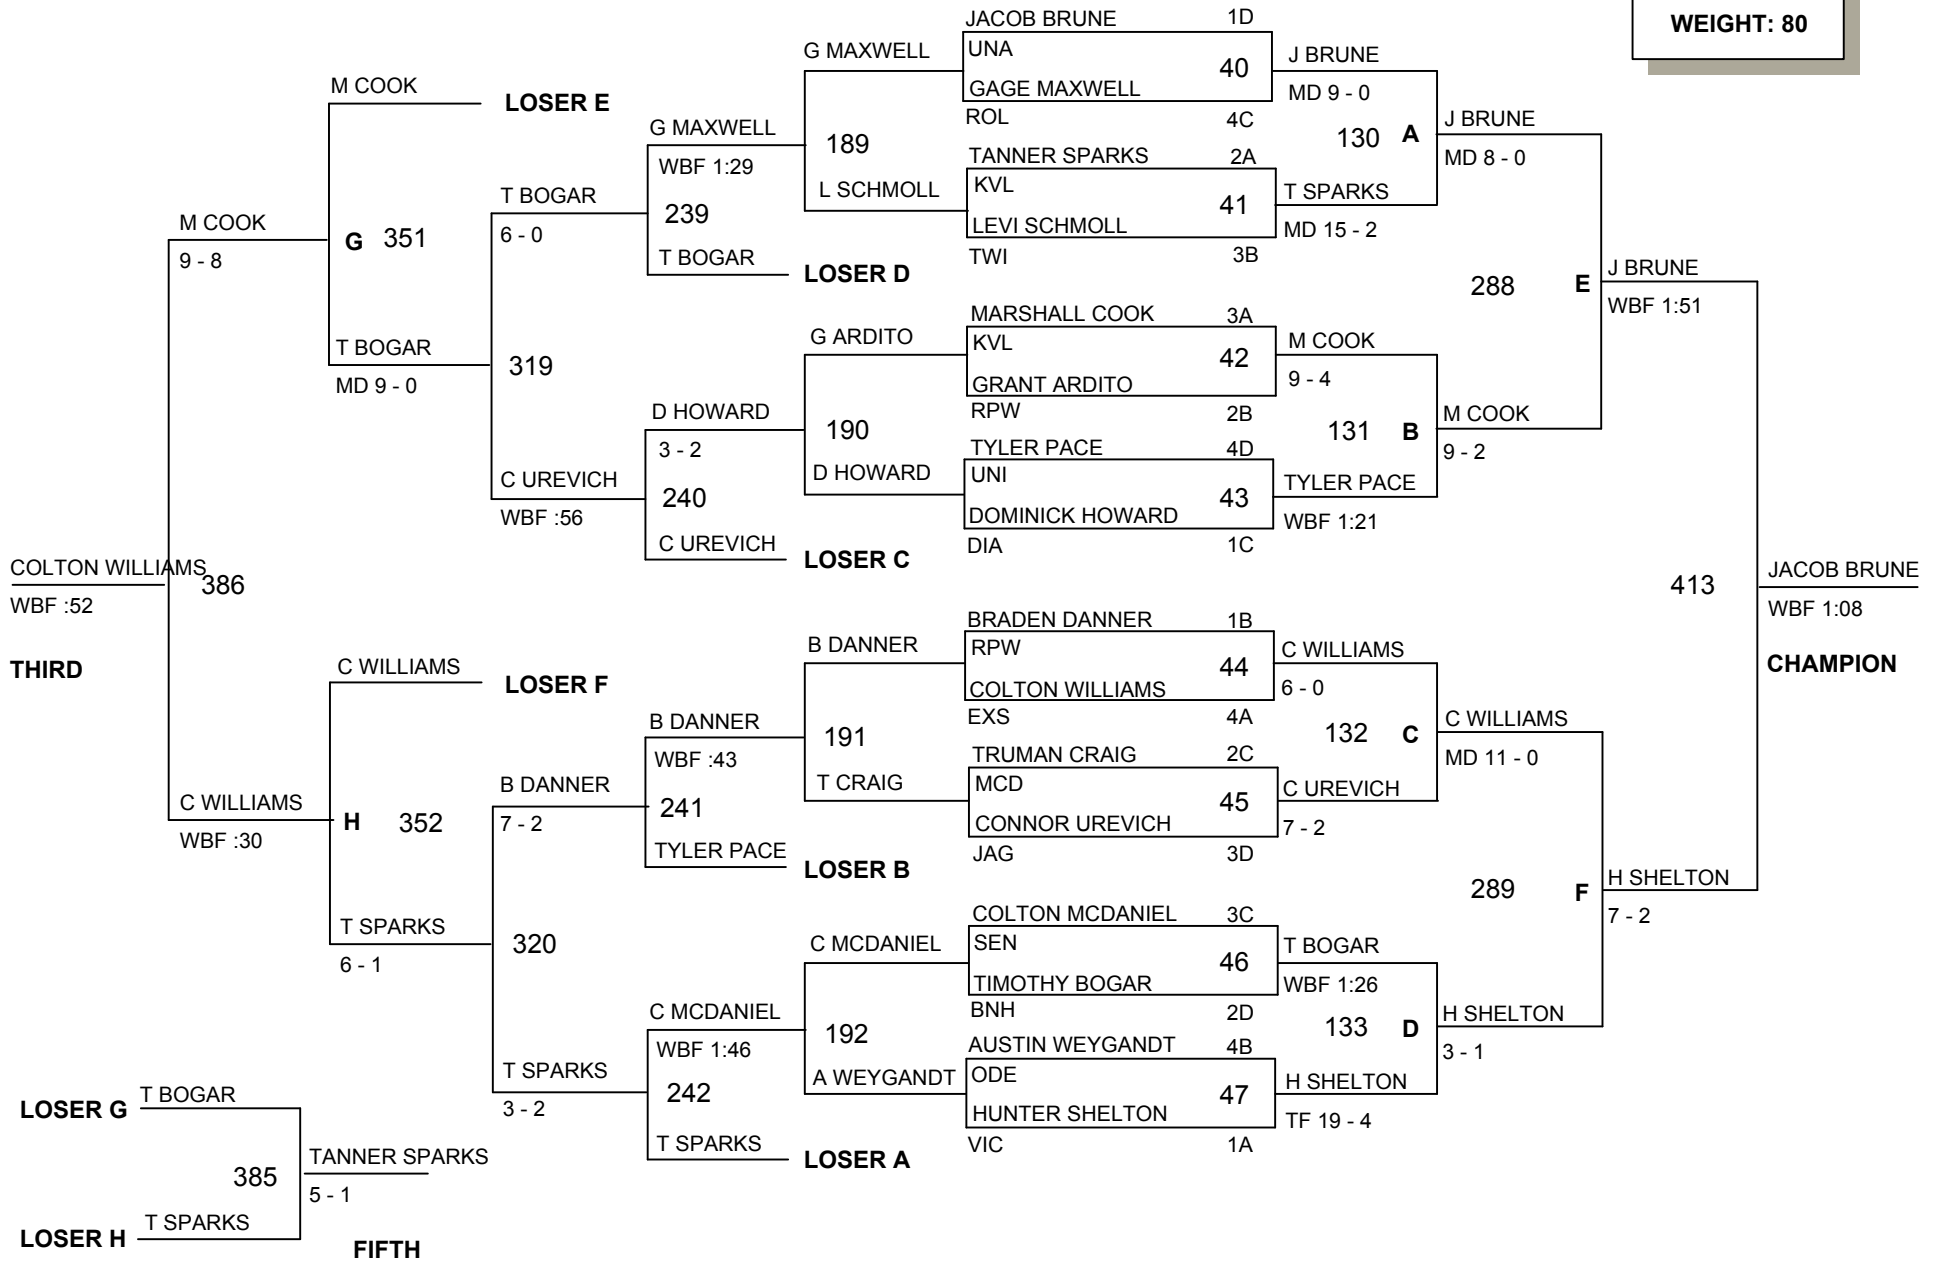 WEIGHT: 80
M COOK
LOSER E
G MAXWELL
WBF 1:29
G MAXWELL
189
L SCHMOLL
JACOB BRUNE 1D
UNA
40
GAGE MAXWELL
ROL 4C
TANNER SPARKS 2A
KVL
41
LEVI SCHMOLL
TWI 3B
J BRUNE
MD 9 - 0
130 A
T SPARKS
MD 15 - 2
J BRUNE
MD 8 - 0
M COOK
9 - 8
G 351
T BOGAR
6 - 0
239
T BOGAR
LOSER D
T BOGAR
MD 9 - 0
319
G ARDITO
190
D HOWARD
D HOWARD
3 - 2
240
C UREVICH
LOSER C
C UREVICH
WBF :56
MARSHALL COOK 3A
KVL
42
GRANT ARDITO
RPW 2B
TYLER PACE 4D
UNI
43
DOMINICK HOWARD
DIA 1C
M COOK
9 - 4
131 B
TYLER PACE
WBF 1:21
M COOK
9 - 2
288 E
J BRUNE
WBF 1:51
COLTON WILLIAMS
WBF :52
386
THIRD
413
JACOB BRUNE
WBF 1:08
CHAMPION
C WILLIAMS
LOSER F
B DANNER
WBF :43
B DANNER
191
T CRAIG
BRADEN DANNER 1B
RPW
44
COLTON WILLIAMS
EXS 4A
TRUMAN CRAIG 2C
MCD
45
CONNOR UREVICH
JAG 3D
C WILLIAMS
6 - 0
132 C
C UREVICH
7 - 2
C WILLIAMS
MD 11 - 0
C WILLIAMS
WBF :30
H 352
B DANNER
7 - 2
241
TYLER PACE
LOSER B
T SPARKS
6 - 1
320
C MCDANIEL
192
A WEYGANDT
C MCDANIEL
WBF 1:46
242
T SPARKS
LOSER A
T SPARKS
3 - 2
COLTON MCDANIEL 3C
SEN
46
TIMOTHY BOGAR
BNH 2D
AUSTIN WEYGANDT 4B
ODE
47
HUNTER SHELTON
VIC 1A
T BOGAR
WBF 1:26
133 D
H SHELTON
TF 19 - 4
H SHELTON
3 - 1
289 F
H SHELTON
7 - 2
LOSER G T BOGAR
385
TANNER SPARKS
5 - 1
LOSER H T SPARKS
FIFTH